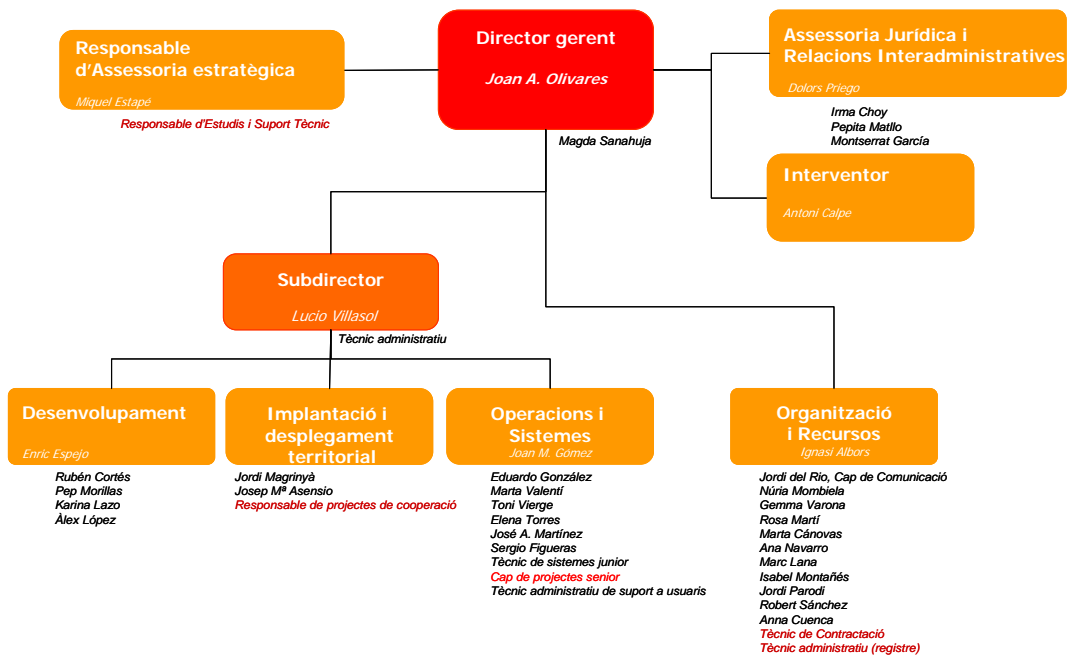 Responsable
d'Assessoria estratègica
Miquel Estapé
Responsable d'Estudis i Suport Tècnic
Director gerent
Joan A. Olivares
Magda Sanahuja
Assessoria Jurídica i
Relacions Interadministratives
Dolors Priego
Irma Choy
Pepita Matllo
Montserrat García
Interventor
Antoni Calpe
Subdirector
Lucio Villasol
Tècnic administratiu
Desenvolupament
Enric Espejo
Rubén Cortés
Pep Morillas
Karina Lazo
Àlex López
Implantació i
desplegament
territorial
Jordi Magrinyà
Josep Mª Asensio
Responsable de projectes de cooperació
Operacions i
Sistemes
Joan M. Gómez
Eduardo González
Marta Valentí
Toni Vierge
Elena Torres
José A. Martínez
Sergio Figueras
Tècnic de sistemes junior
Cap de projectes senior
Tècnic administratiu de suport a usuaris
Organització
i Recursos
Ignasi Albors
Jordi del Rio, Cap de Comunicació
Núria Mombiela
Gemma Varona
Rosa Martí
Marta Cánovas
Ana Navarro
Marc Lana
Isabel Montañés
Jordi Parodi
Robert Sánchez
Anna Cuenca
Tècnic de Contractació
Tècnic administratiu (registre)